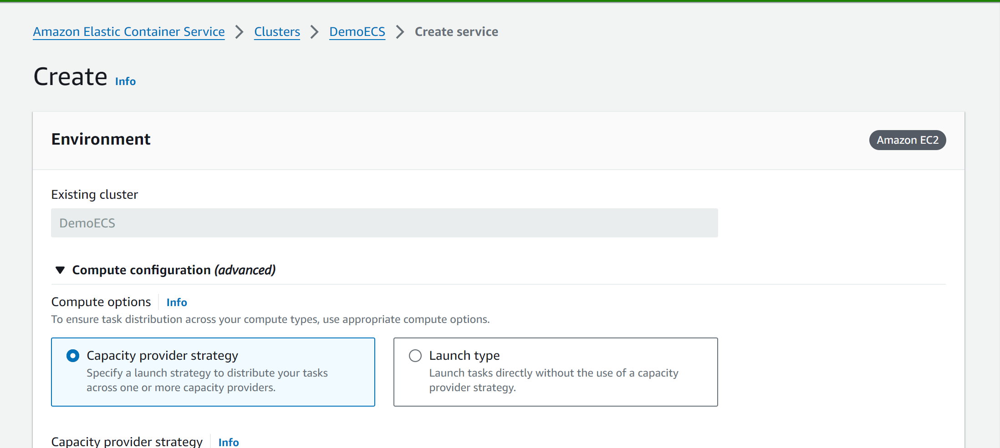 Amazon Elastic Container Service > Clusters > DemoECS > Create service
Create Info
Environment
Amazon EC2
Existing cluster
DemoECS
Compute configuration (advanced)
Compute options Info
To ensure task distribution across your compute types, use appropriate compute options.
Capacity provider strategy
Specify a launch strategy to distribute your tasks
across one or more capacity providers.
Launch type
Launch tasks directly without the use of a capacity
provider strategy.
Capacity provider strategy Info